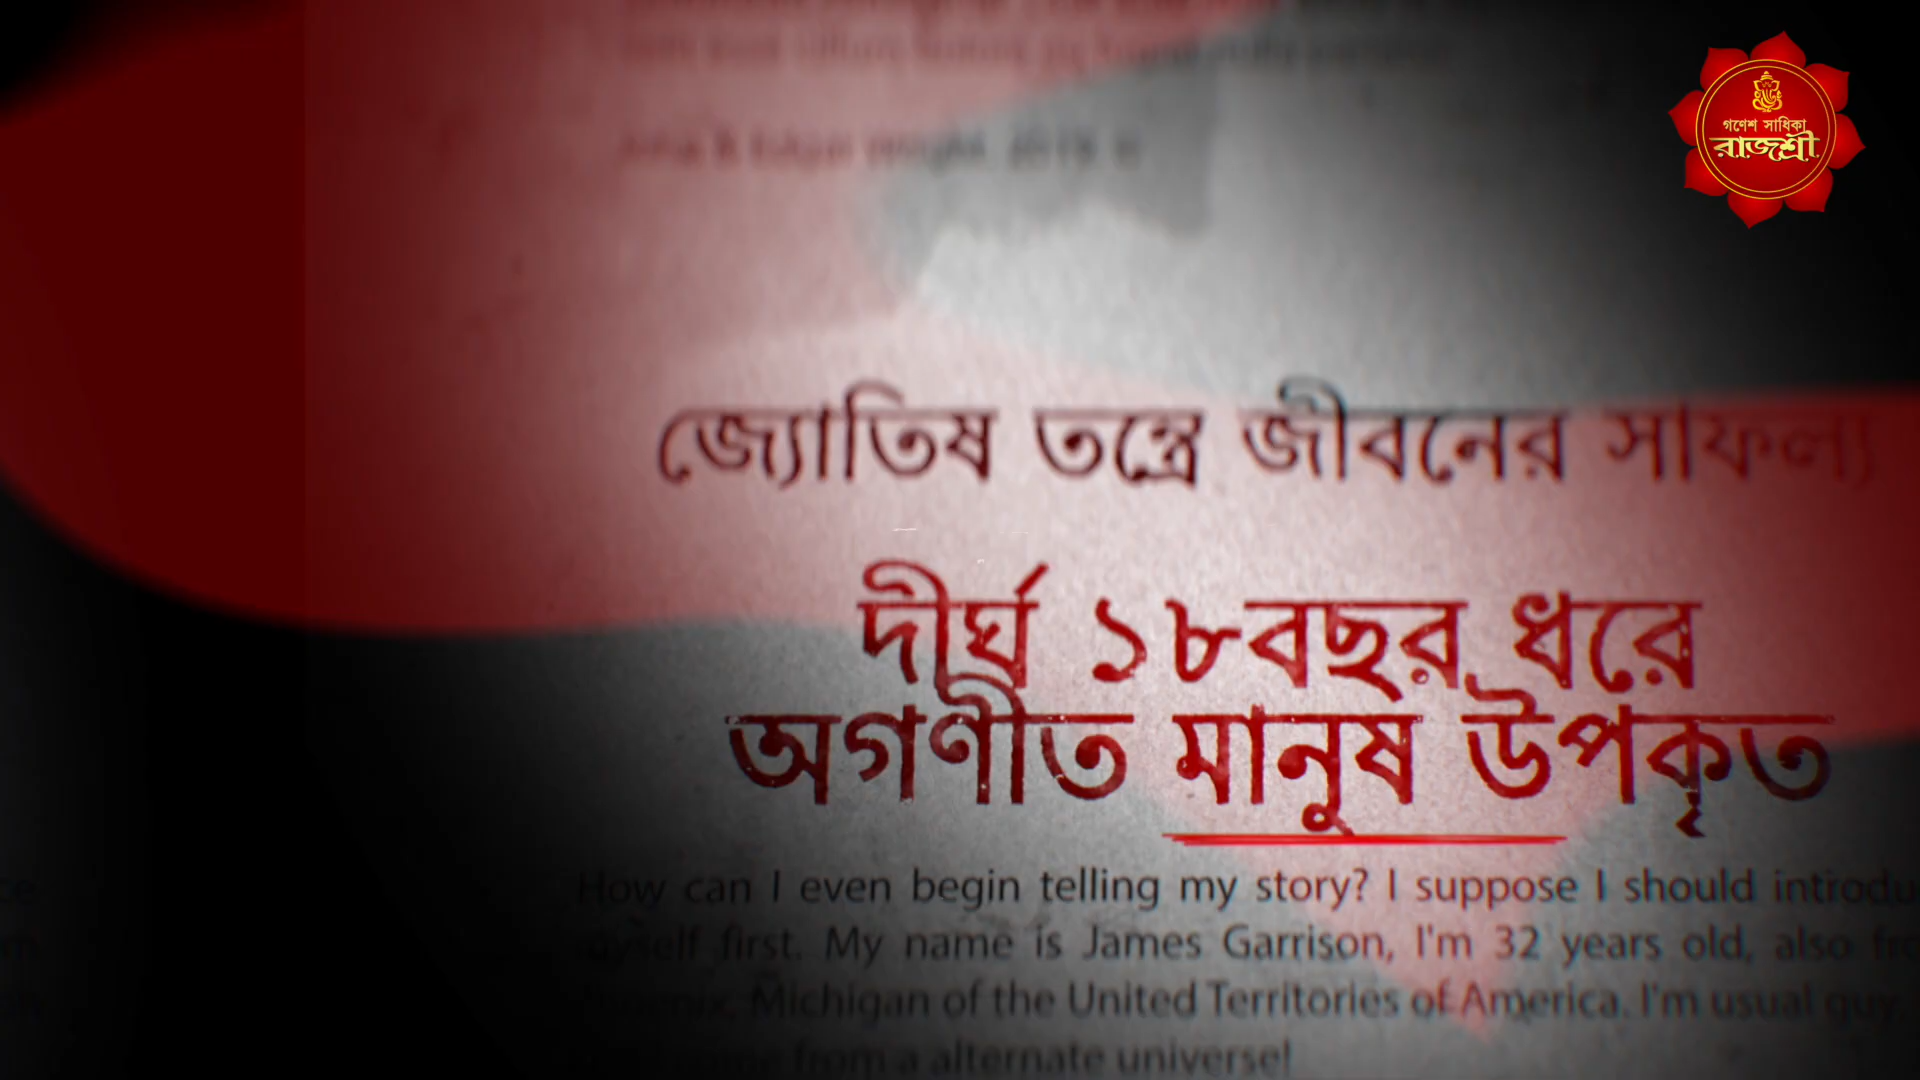 গণেশ সাধিকা
রাজশ্রী
জ্যোতিষ তন্ত্রে জীবনের সাফল্য
দীর্ঘ ১৮বছর ধরে
অগণীত মানুষ উপকৃত
How can I even begin telling my story? I suppose I should introdu
myself first. My name is James Garrison, I'm 32 years old, also fro
Michigan of the United Territories of America. I'm usual guy,
from a alternate universe!